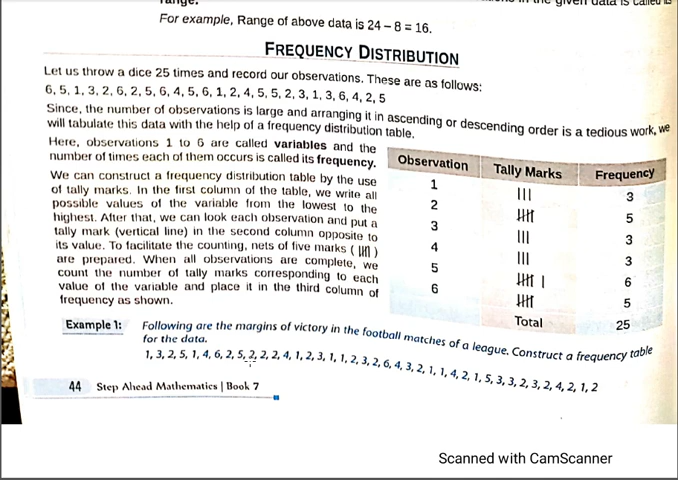 range.
in the given data is called its
For example, Range of above data is 24 – 8 = 16.
FREQUENCY DISTRIBUTION
Let us throw a dice 25 times and record our observations. These are as follows:
6, 5, 1, 3, 2, 6, 2, 5, 6, 4, 5, 6, 1, 2, 4, 5, 5, 2, 3, 1, 3, 6, 4, 2, 5
Since, the number of observations is large and arranging it in ascending or descending order is a tedious work, we
will tabulate this data with the help of a frequency distribution table.
Here, observations 1 to 6 are called variables and the
number of times each of them occurs is called its frequency.
We can construct a frequency distribution table by the use
of tally marks. In the first column of the table, we write all
possible values of the variable from the lowest to the
highest. After that, we can look each observation and put a
tally mark (vertical line) in the second column opposite to
its value. To facilitate the counting, nets of five marks ( 𝍸 )
are prepared. When all observations are complete, we
count the number of tally marks corresponding to each
value of the variable and place it in the third column of
frequency as shown.
Observation Tally Marks Frequency
1 ||| 3
2 𝍸 5
3 ||| 3
4 ||| 3
5 𝍸 | 6
6 𝍸 5
Total 25
Example 1: Following are the margins of victory in the football matches of a league. Construct a frequency table
for the data.
1, 3, 2, 5, 1, 4, 6, 2, 5, 2, 2, 2, 4, 1, 2, 3, 1, 1, 2, 3, 2, 6, 4, 3, 2, 1, 1, 4, 2, 1, 5, 3, 3, 2, 3, 2, 4, 2, 1, 2
44 Step Ahead Mathematics | Book 7
Scanned with CamScanner